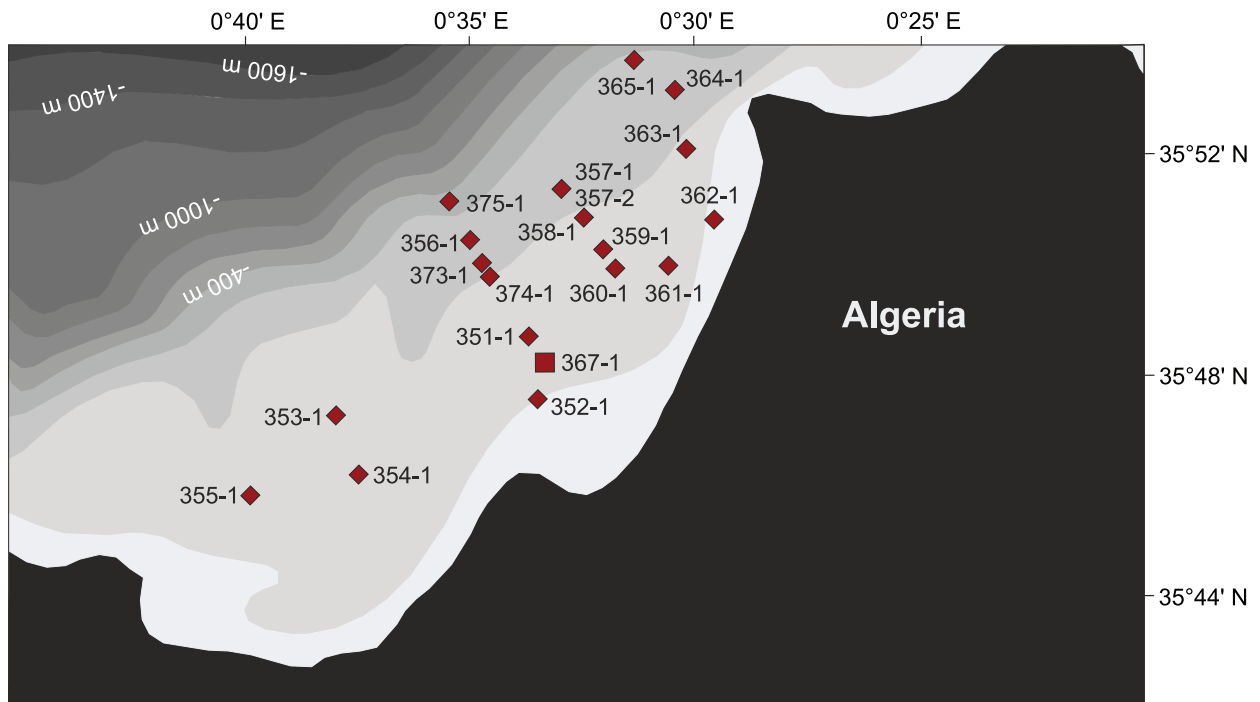 0°40' E
0°35' E
0°30' E
0°25' E
-1600 m
-1400 m
-1000 m
-400 m
365-1
364-1
363-1
35°52' N
357-1
357-2
375-1
362-1
358-1
359-1
356-1
373-1
374-1
360-1
361-1
Algeria
351-1
367-1
35°48' N
352-1
353-1
354-1
355-1
35°44' N